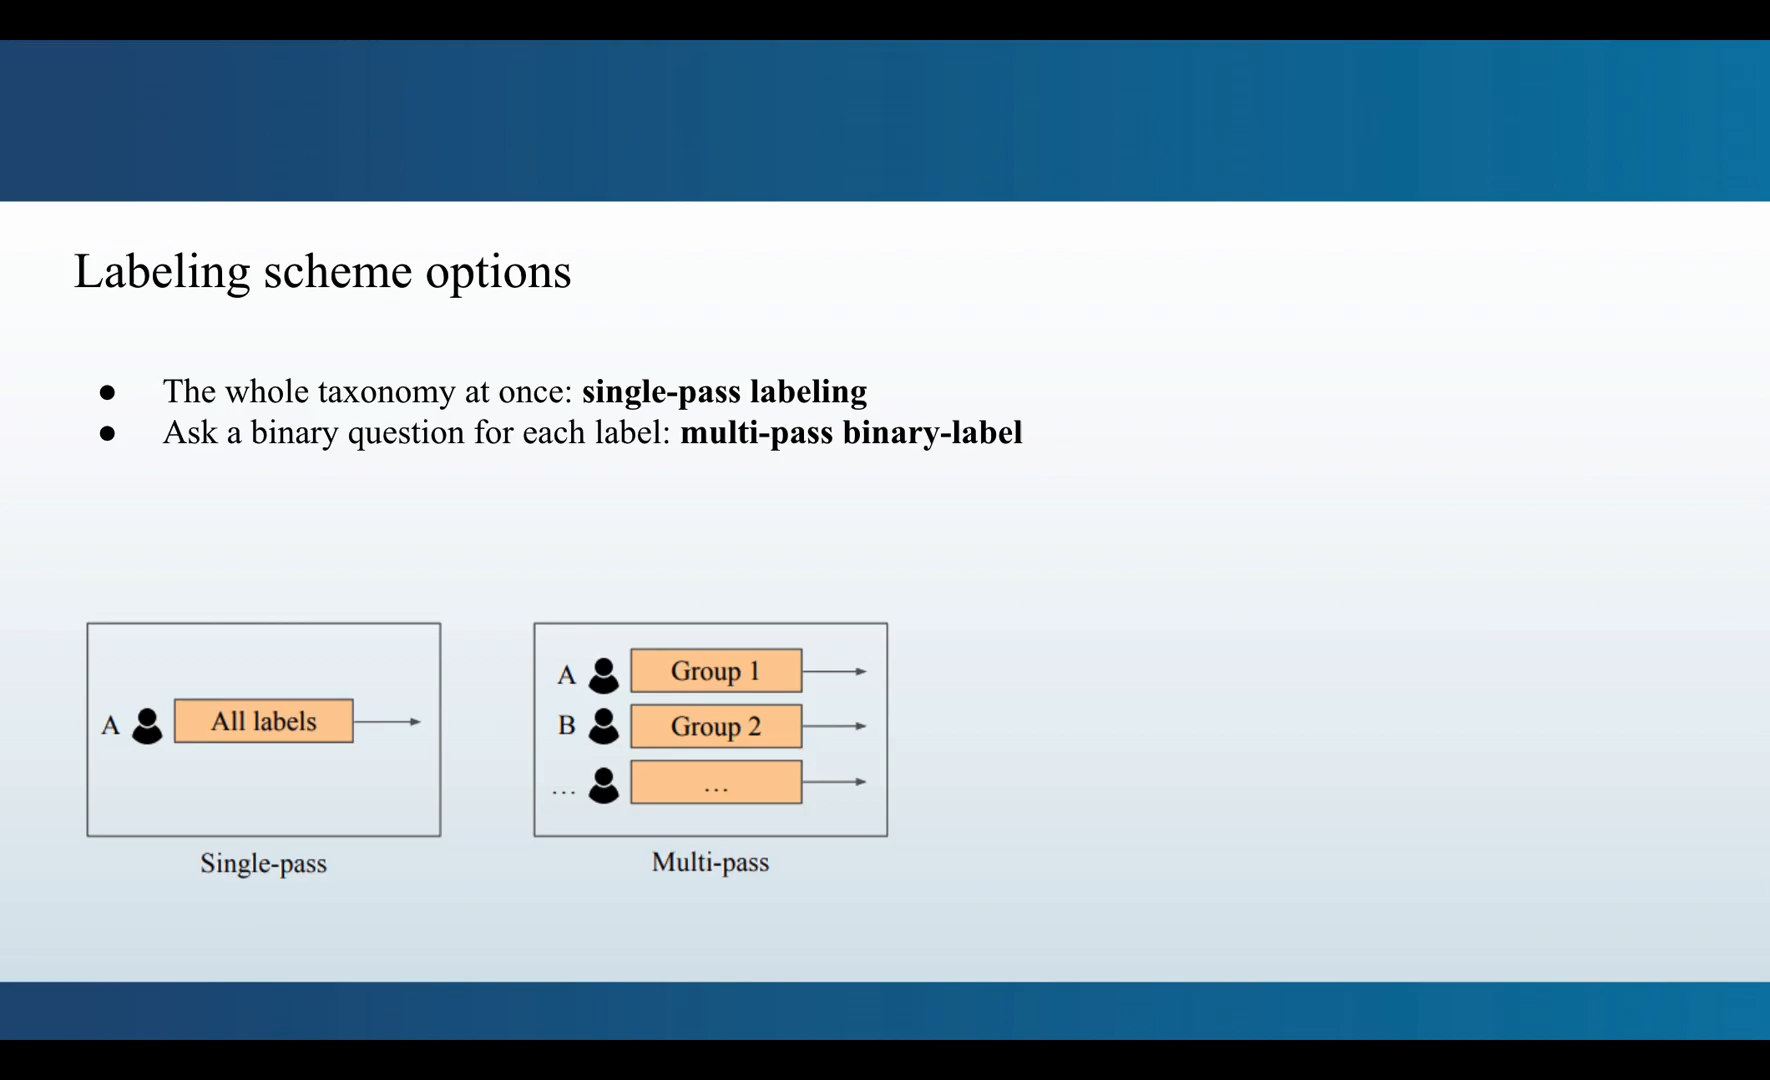 Labeling scheme options
● The whole taxonomy at once: single-pass labeling
● Ask a binary question for each label: multi-pass binary-label
A All labels
Single-pass
A Group 1
B Group 2
... ...
Multi-pass